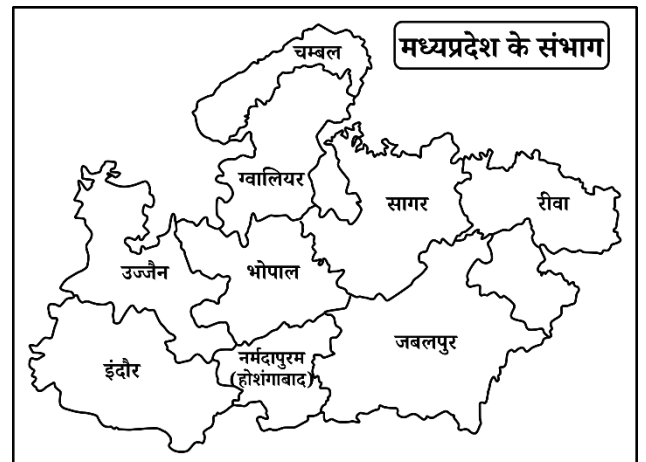 चम्बल
मध्यप्रदेश के संभाग
ग्वालियर
सागर
रीवा
उज्जैन
भोपाल
जबलपुर
नर्मदापुरम
(होशंगाबाद)
इंदौर